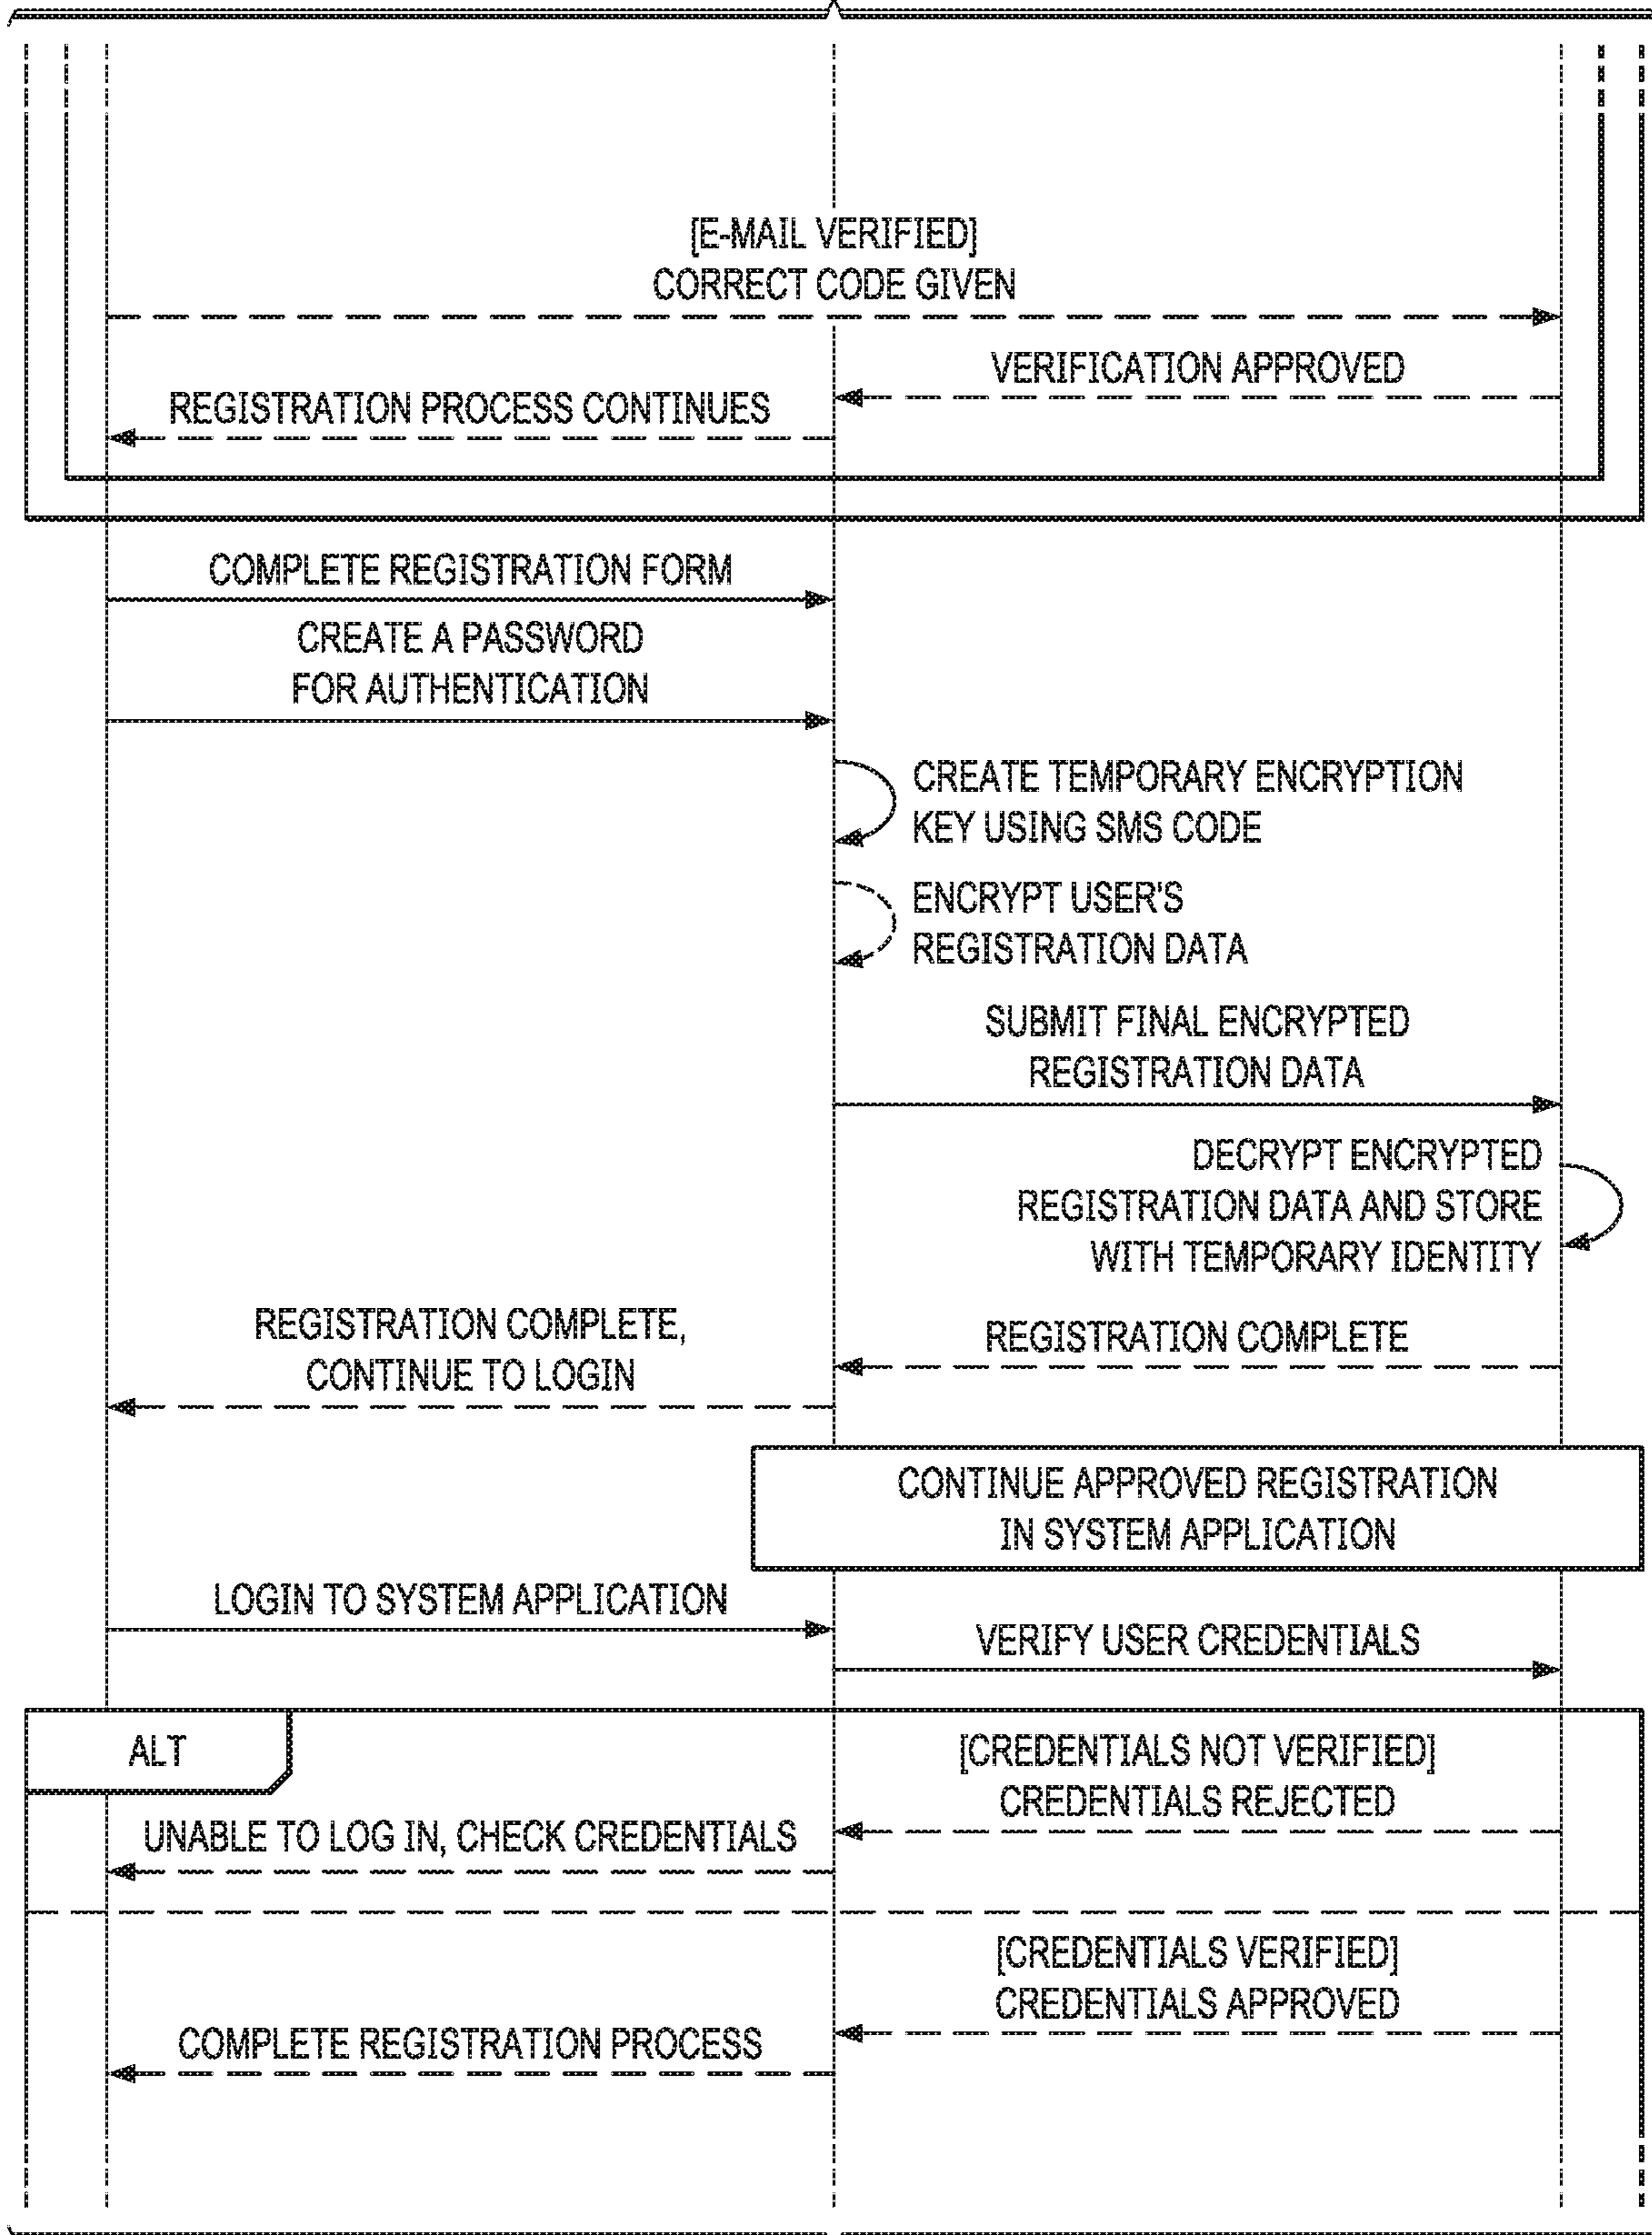 [E-MAIL VERIFIED]
CORRECT CODE GIVEN
VERIFICATION APPROVED
REGISTRATION PROCESS CONTINUES
COMPLETE REGISTRATION FORM
CREATE A PASSWORD
FOR AUTHENTICATION
CREATE TEMPORARY ENCRYPTION
KEY USING SMS CODE
ENCRYPT USER'S
REGISTRATION DATA
SUBMIT FINAL ENCRYPTED
REGISTRATION DATA
DECRYPT ENCRYPTED
REGISTRATION DATA AND STORE
WITH TEMPORARY IDENTITY
REGISTRATION COMPLETE
REGISTRATION COMPLETE,
CONTINUE TO LOGIN
CONTINUE APPROVED REGISTRATION
IN SYSTEM APPLICATION
LOGIN TO SYSTEM APPLICATION
VERIFY USER CREDENTIALS
ALT
[CREDENTIALS NOT VERIFIED]
CREDENTIALS REJECTED
UNABLE TO LOG IN, CHECK CREDENTIALS
[CREDENTIALS VERIFIED]
CREDENTIALS APPROVED
COMPLETE REGISTRATION PROCESS